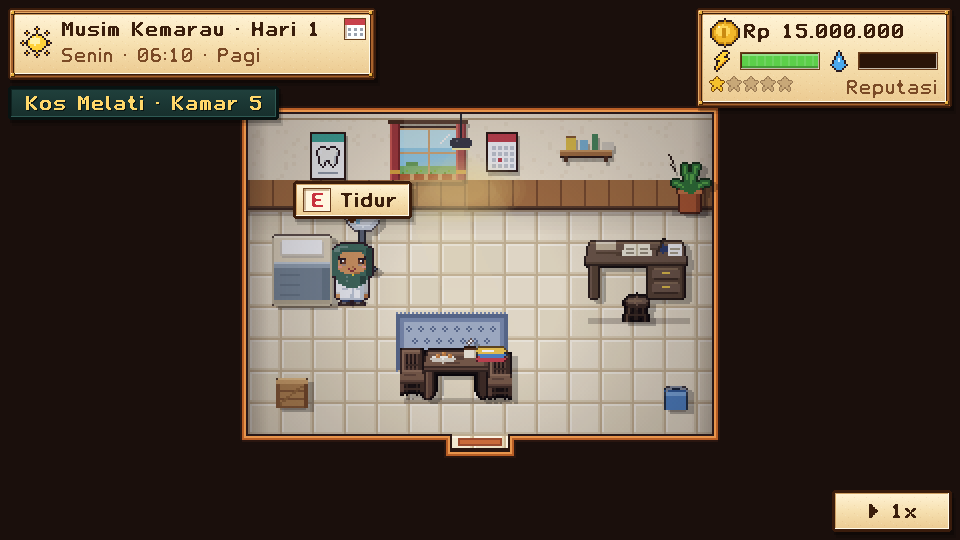 Musim Kemarau · Hari 1
Senin · 06:10 · Pagi
Rp 15.000.000
Reputasi
Kos Melati · Kamar 5
E Tidur
1x